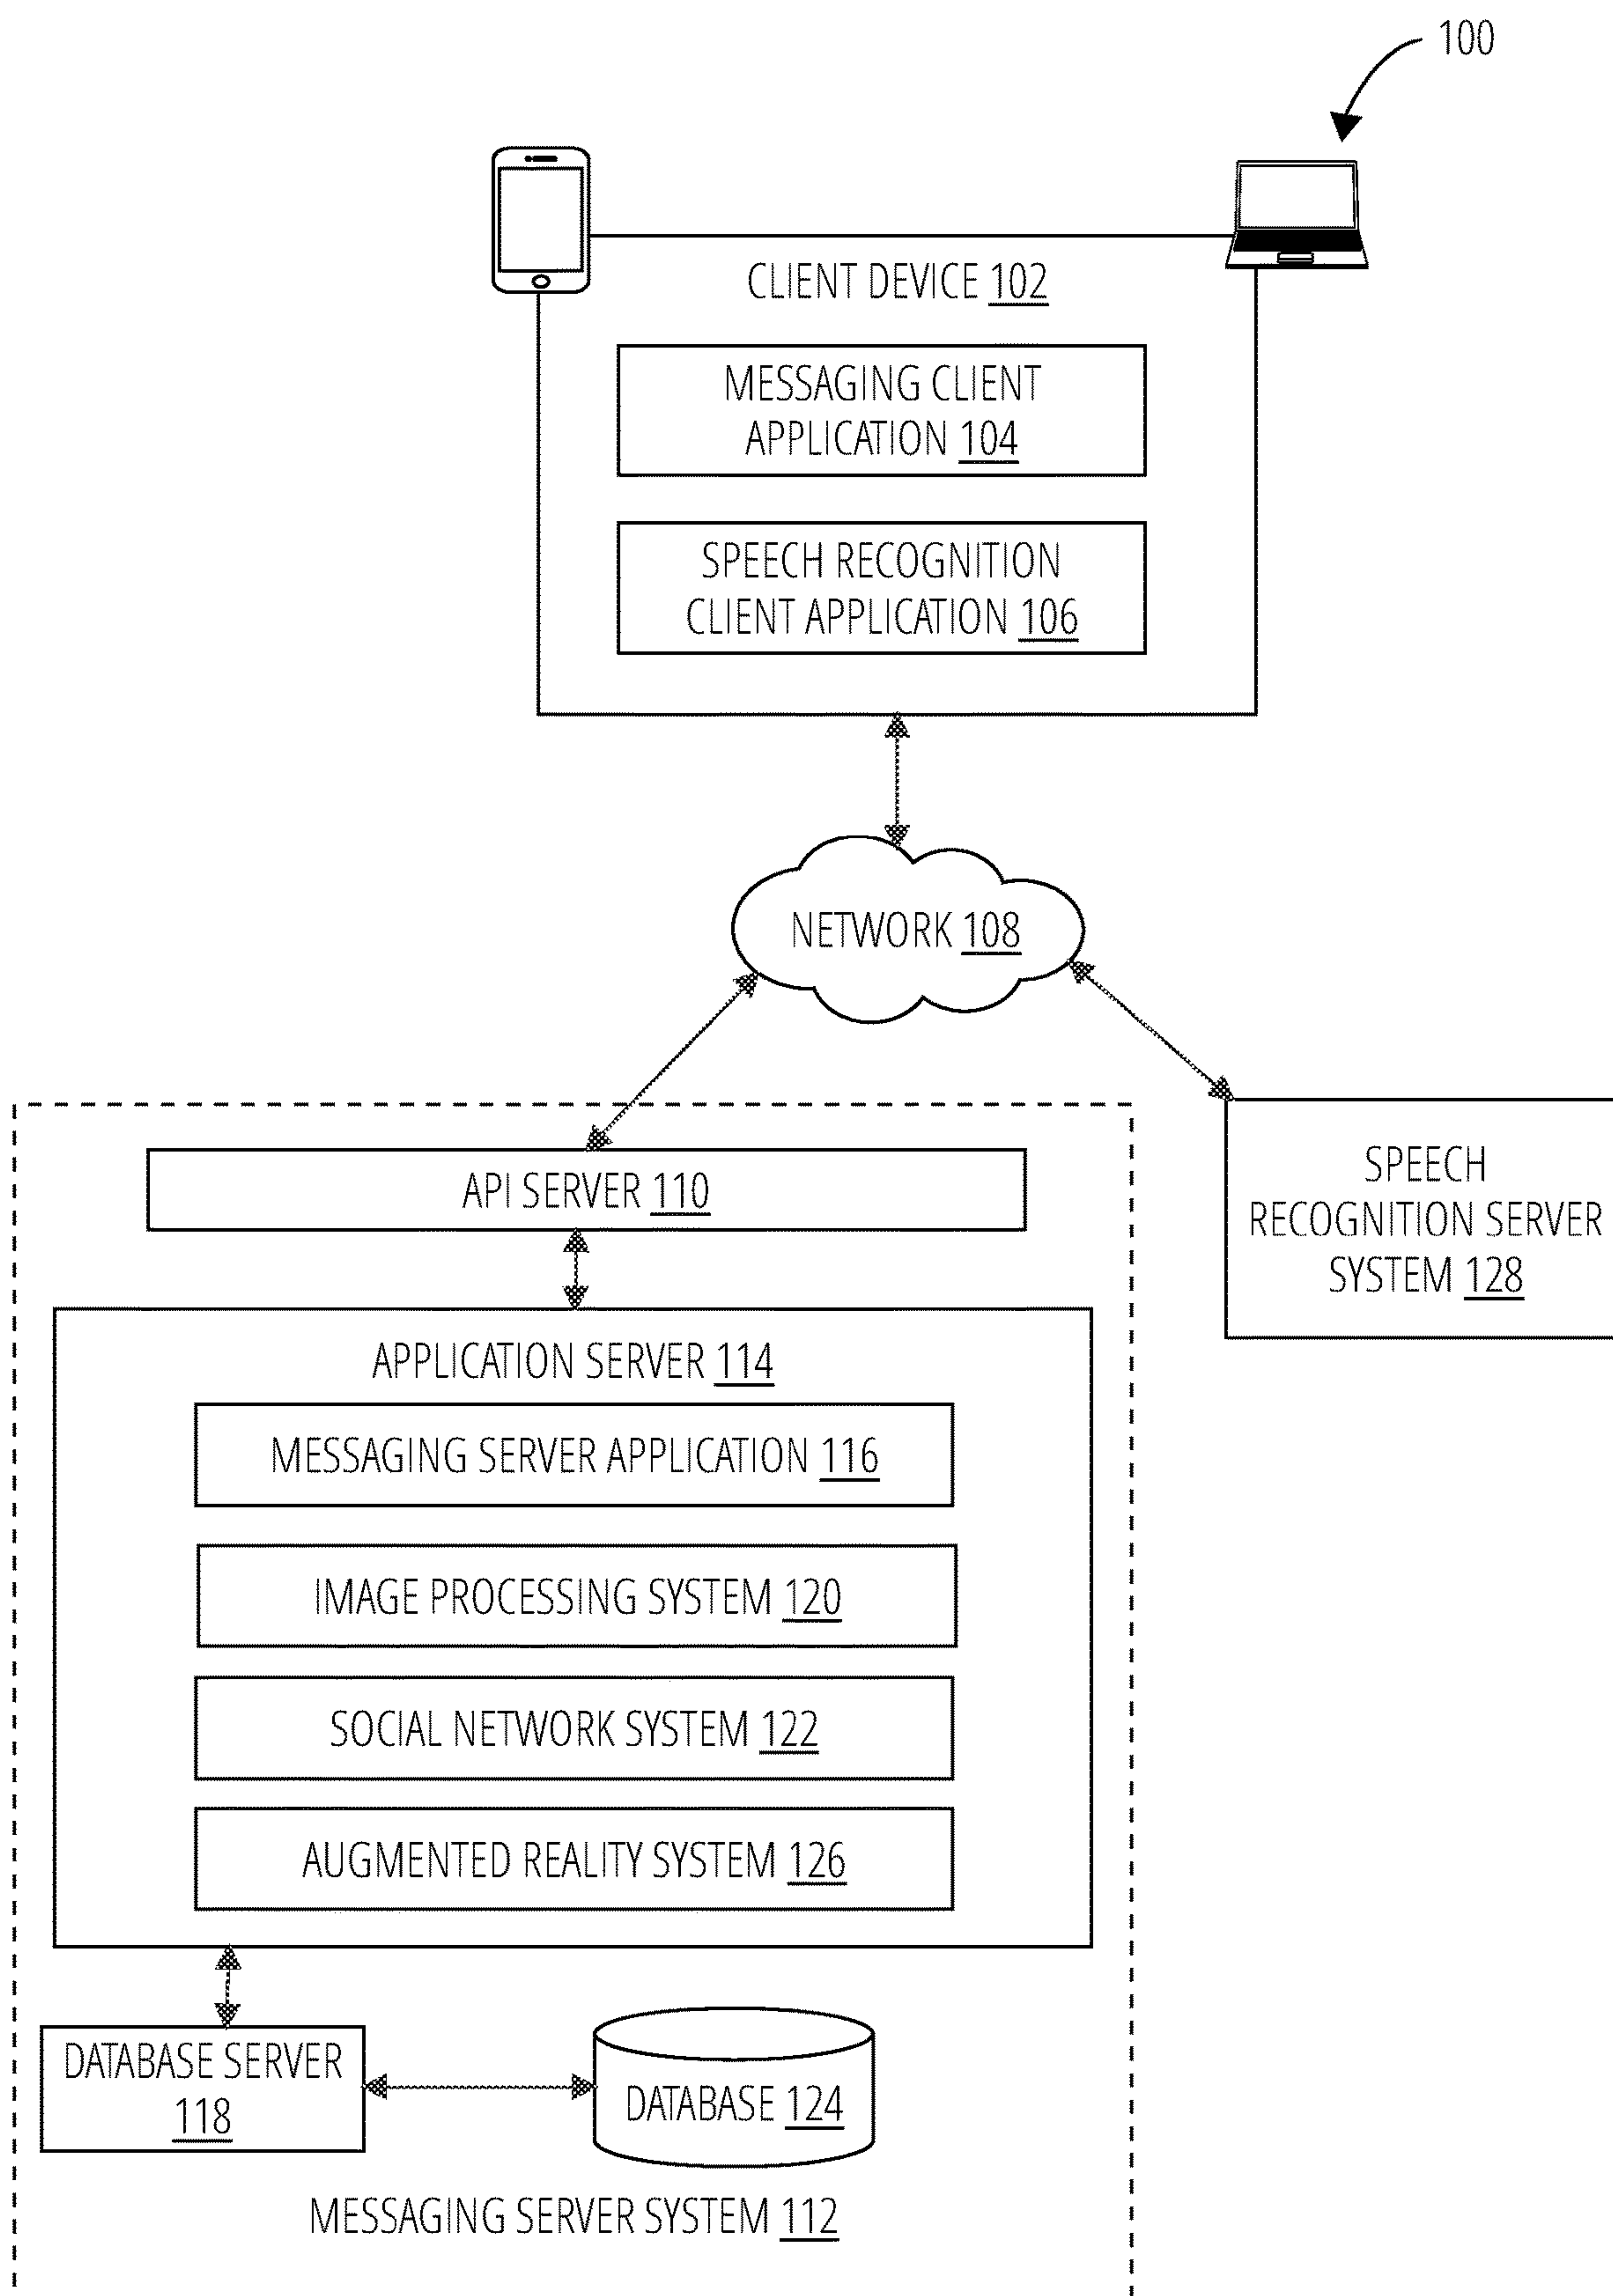 100
CLIENT DEVICE 102
MESSAGING CLIENT
APPLICATION 104
SPEECH RECOGNITION
CLIENT APPLICATION 106
NETWORK 108
API SERVER 110
SPEECH
RECOGNITION SERVER
SYSTEM 128
APPLICATION SERVER 114
MESSAGING SERVER APPLICATION 116
IMAGE PROCESSING SYSTEM 120
SOCIAL NETWORK SYSTEM 122
AUGMENTED REALITY SYSTEM 126
DATABASE SERVER
118
DATABASE 124
MESSAGING SERVER SYSTEM 112